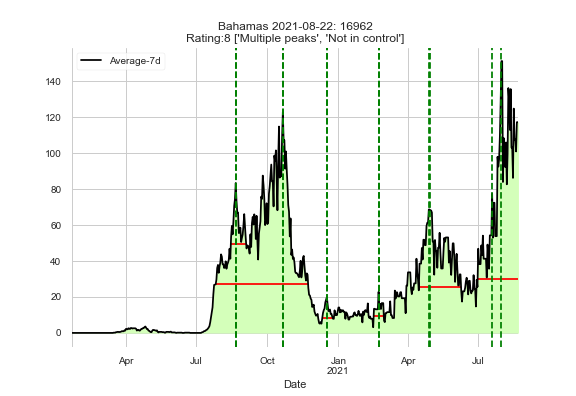 Bahamas 2021-08-22: 16962
Rating:8 ['Multiple peaks', 'Not in control']
Average-7d
140
120
100
80
60
40
20
0
Apr
Jul
Oct
Jan
2021
Apr
Jul
Date